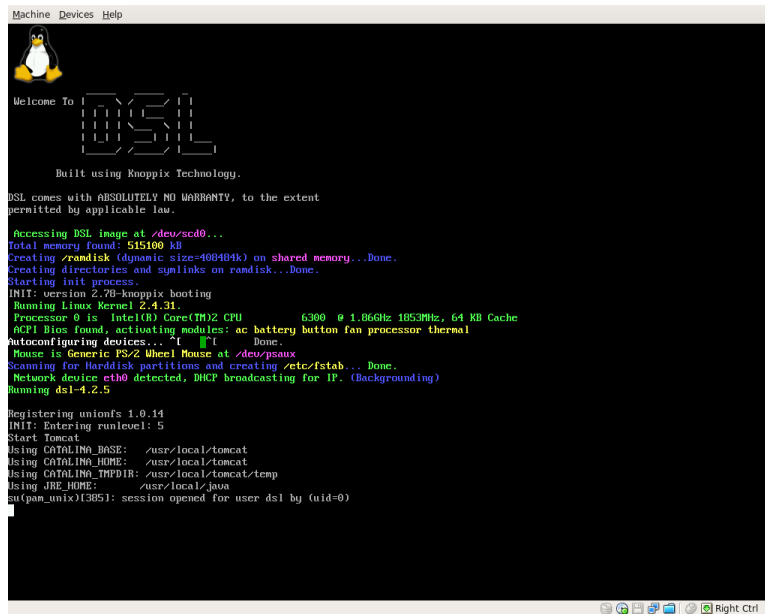 Machine Devices Help
Welcome To DSL
Built using Knoppix Technology.
DSL comes with ABSOLUTELY NO WARRANTY, to the extent
permitted by applicable law.
Accessing DSL image at /dev/scd0...
Total memory found: 515100 kB
Creating /ramdisk (dynamic size=408484k) on shared memory...Done.
Creating directories and symlinks on ramdisk...Done.
Starting init process.
INIT: version 2.78-knoppix booting
Running Linux Kernel 2.4.31.
Processor 0 is Intel(R) Core(TM)2 CPU 6300 @ 1.86GHz 1853MHz, 64 KB Cache
ACPI Bios found, activating modules: ac battery button fan processor thermal
Autoconfiguring devices... ^[ ^[ Done.
Mouse is Generic PS/2 Wheel Mouse at /dev/psaux
Scanning for Harddisk partitions and creating /etc/fstab... Done.
Network device eth0 detected, DHCP broadcasting for IP. (Backgrounding)
Running dsl-4.2.5
Registering unionfs 1.0.14
INIT: Entering runlevel: 5
Start Tomcat
Using CATALINA_BASE: /usr/local/tomcat
Using CATALINA_HOME: /usr/local/tomcat
Using CATALINA_TMPDIR: /usr/local/tomcat/temp
Using JRE_HOME: /usr/local/java
su(pam_unix)[385]: session opened for user dsl by (uid=0)
Right Ctrl